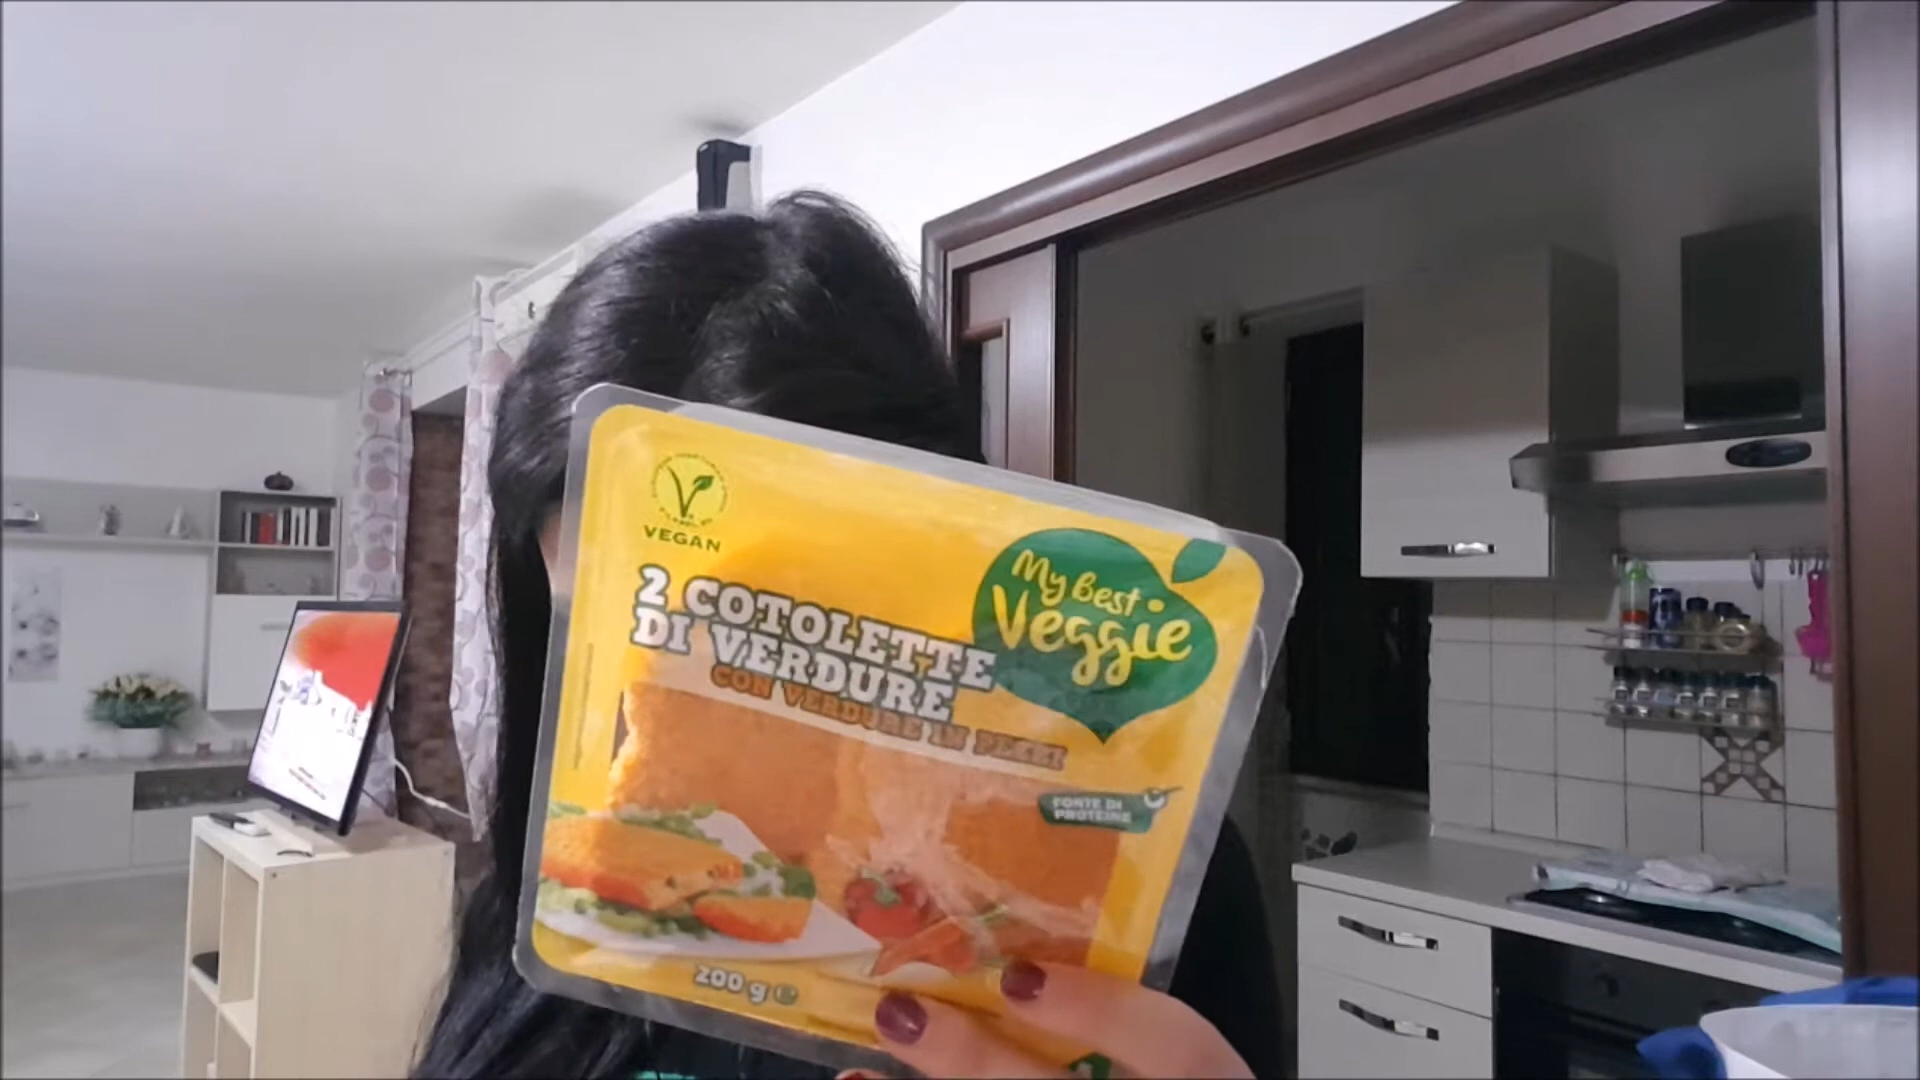 VEGAN
My Best
Veggie
2 COTOLETTE
DI VERDURE
CON VERDURE IN PEZZI
FONTE DI
PROTEINE
200 g ℮